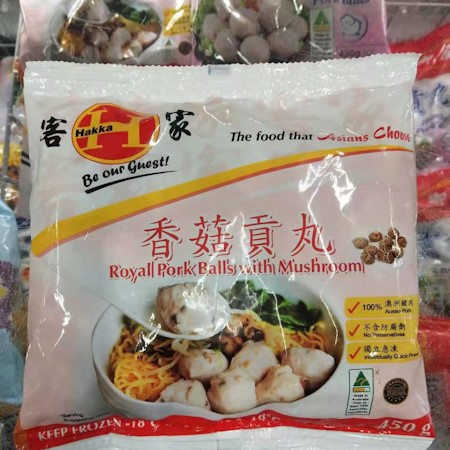 Pork Balls
客 Hakka 家
Be our Guest!
The food that Asians Choose
香菇貢丸
Royal Pork Balls with Mushroom
100% 澳洲豬肉
不含防腐劑
No Preservatives
獨立急凍
Individually Quick
KEEP FROZEN -18°C
450 g